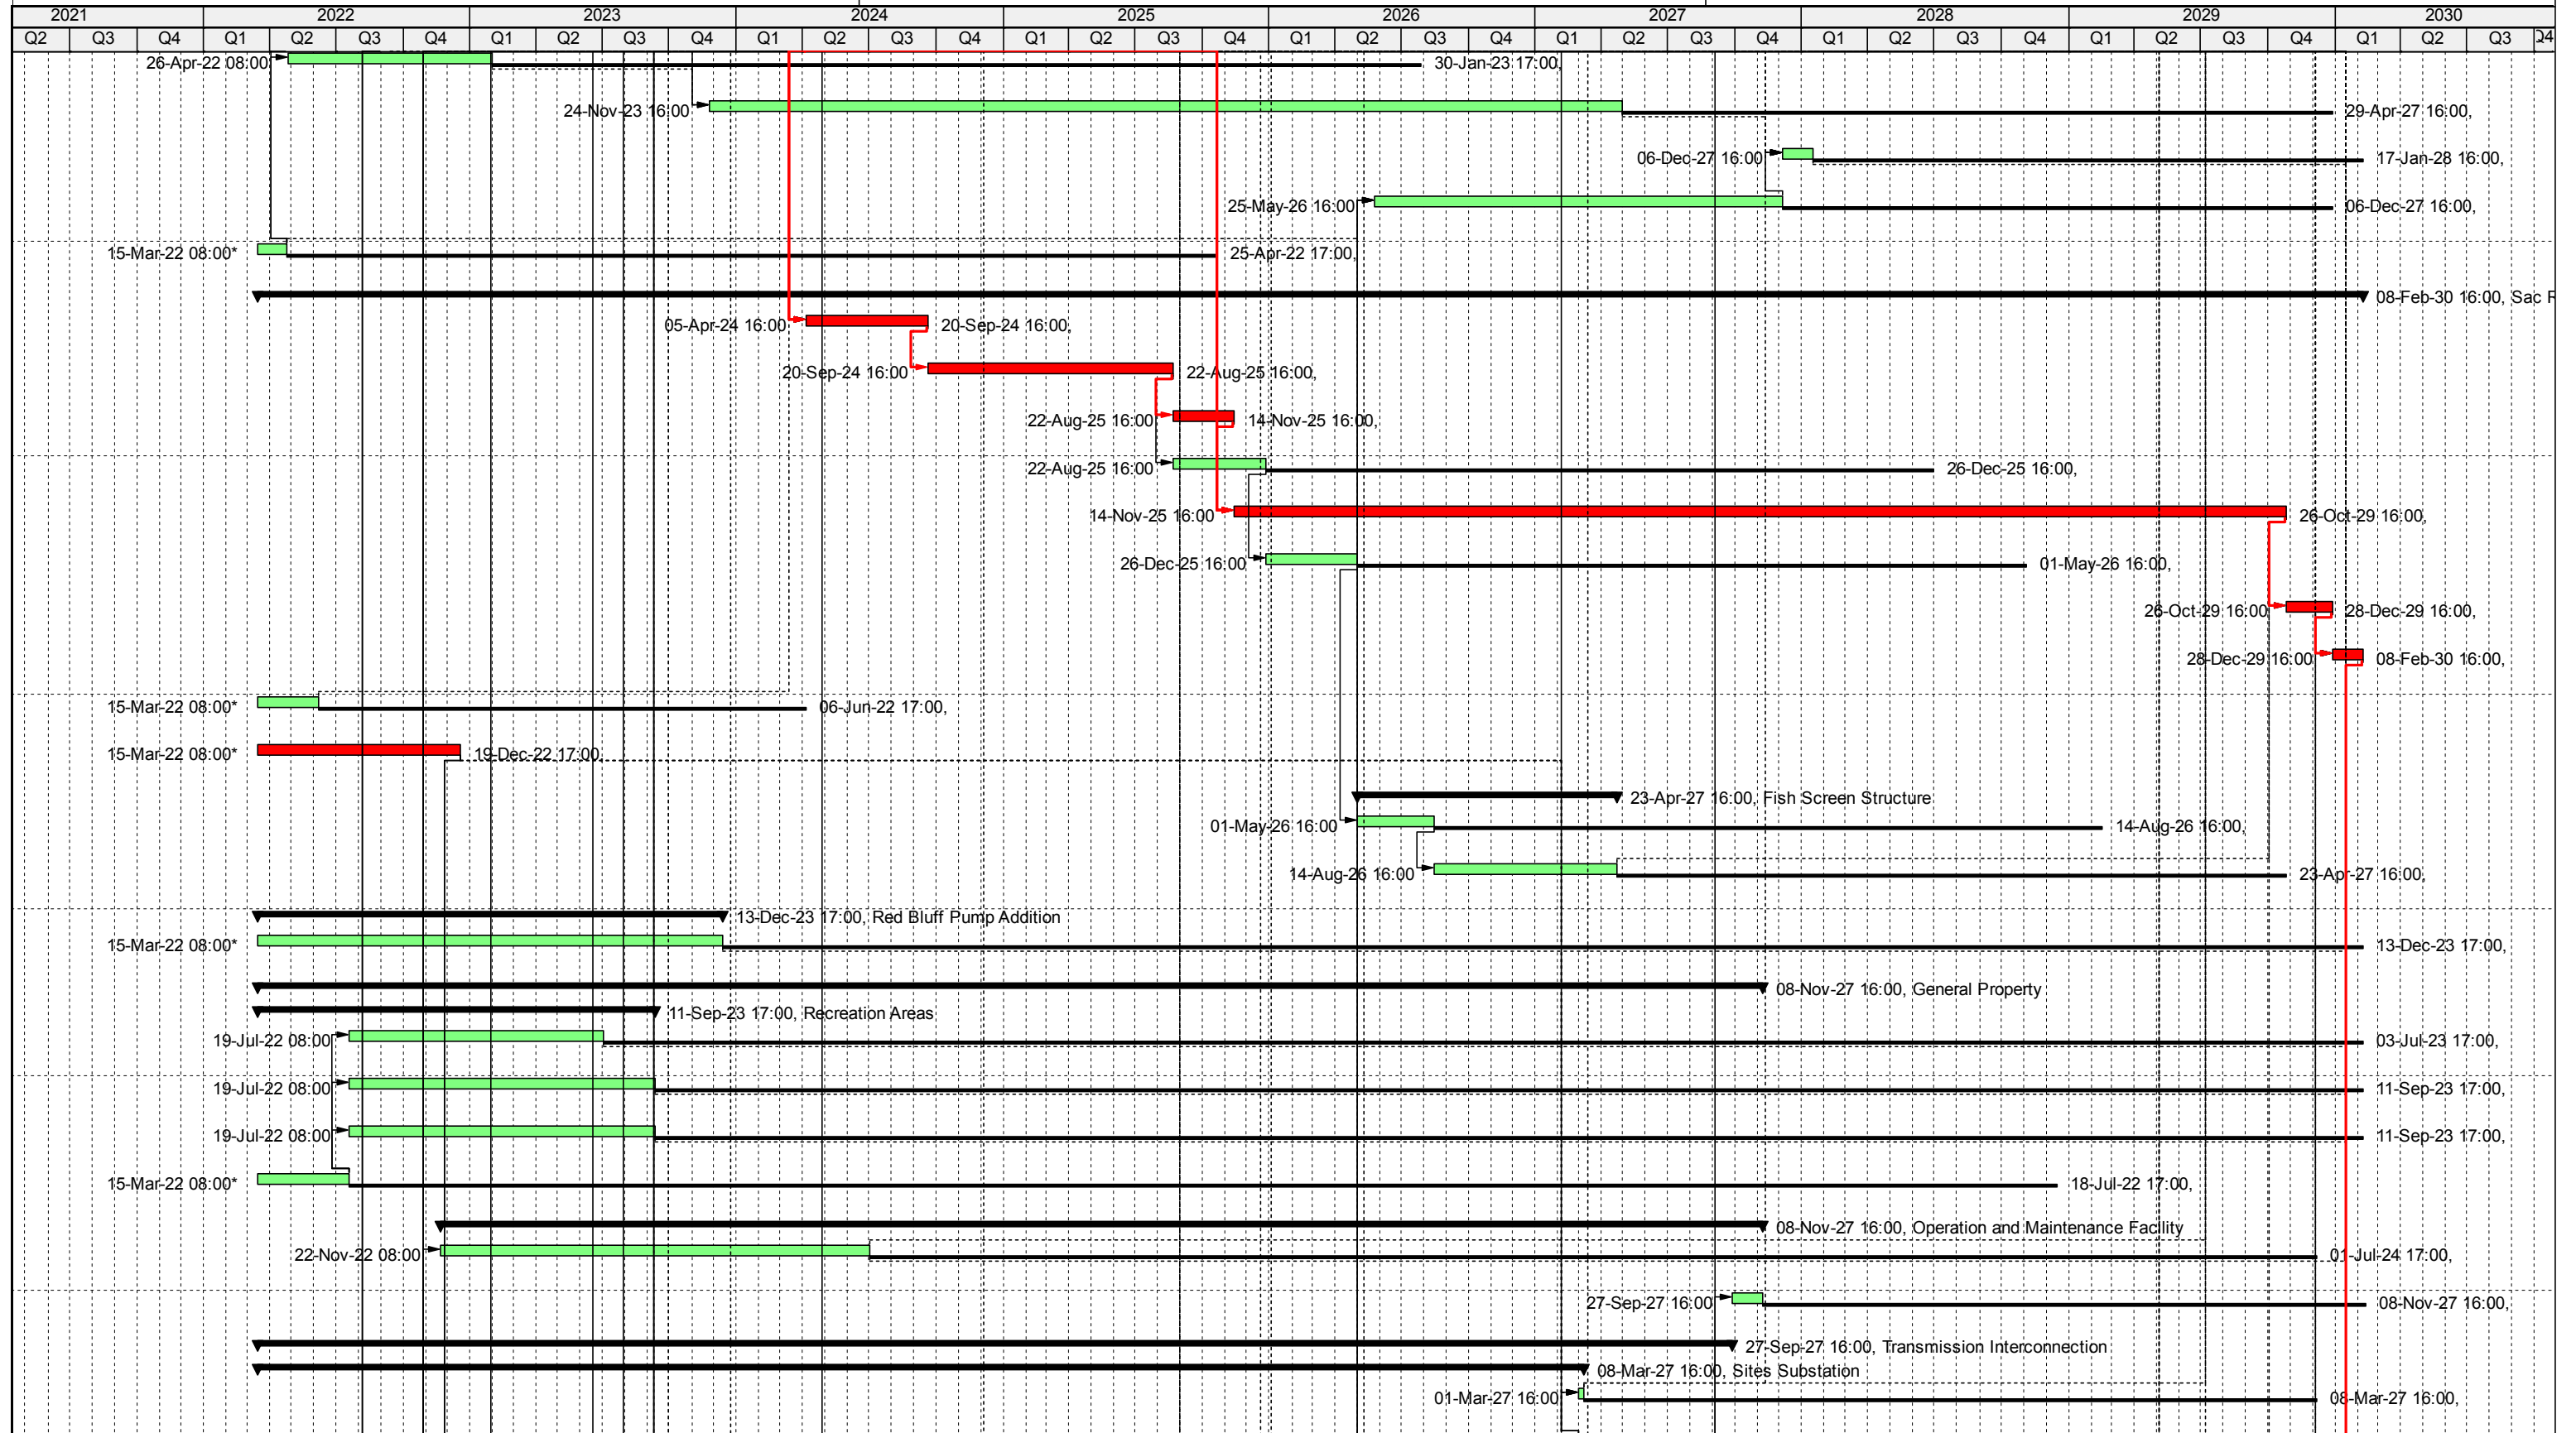 2021 2022 2023 2024 2025 2026 2027 2028 2029 2030
Q2 Q3 Q4 Q1 Q2 Q3 Q4 Q1 Q2 Q3 Q4 Q1 Q2 Q3 Q4 Q1 Q2 Q3 Q4 Q1 Q2 Q3 Q4 Q1 Q2 Q3 Q4 Q1 Q2 Q3 Q4 Q1 Q2 Q3 Q4 Q1 Q2 Q3 Q4
26-Apr-22 08:00 30-Jan-23 17:00,
24-Nov-23 16:00 29-Apr-27 16:00,
06-Dec-27 16:00 17-Jan-28 16:00,
25-May-26 16:00 06-Dec-27 16:00,
15-Mar-22 08:00* 25-Apr-22 17:00,
08-Feb-30 16:00, Sac
05-Apr-24 16:00 20-Sep-24 16:00,
20-Sep-24 16:00 22-Aug-25 16:00,
22-Aug-25 16:00 14-Nov-25 16:00,
22-Aug-25 16:00 26-Dec-25 16:00,
14-Nov-25 16:00 26-Oct-29 16:00,
26-Dec-25 16:00 01-May-26 16:00,
26-Oct-29 16:00 28-Dec-29 16:00,
28-Dec-29 16:00 08-Feb-30 16:00,
15-Mar-22 08:00* 06-Jun-22 17:00,
15-Mar-22 08:00* 19-Dec-22 17:00,
23-Apr-27 16:00, Fish Screen Structure
01-May-26 16:00 14-Aug-26 16:00,
14-Aug-26 16:00 23-Apr-27 16:00,
13-Dec-23 17:00, Red Bluff Pump Addition
15-Mar-22 08:00* 13-Dec-23 17:00,
08-Nov-27 16:00, General Property
11-Sep-23 17:00, Recreation Areas
19-Jul-22 08:00 03-Jul-23 17:00,
19-Jul-22 08:00 11-Sep-23 17:00,
19-Jul-22 08:00 11-Sep-23 17:00,
15-Mar-22 08:00* 18-Jul-22 17:00,
08-Nov-27 16:00, Operation and Maintenance Facility
22-Nov-22 08:00 01-Jul-24 17:00,
27-Sep-27 16:00 08-Nov-27 16:00,
27-Sep-27 16:00, Transmission Interconnection
08-Mar-27 16:00, Sites Substation
01-Mar-27 16:00 08-Mar-27 16:00,